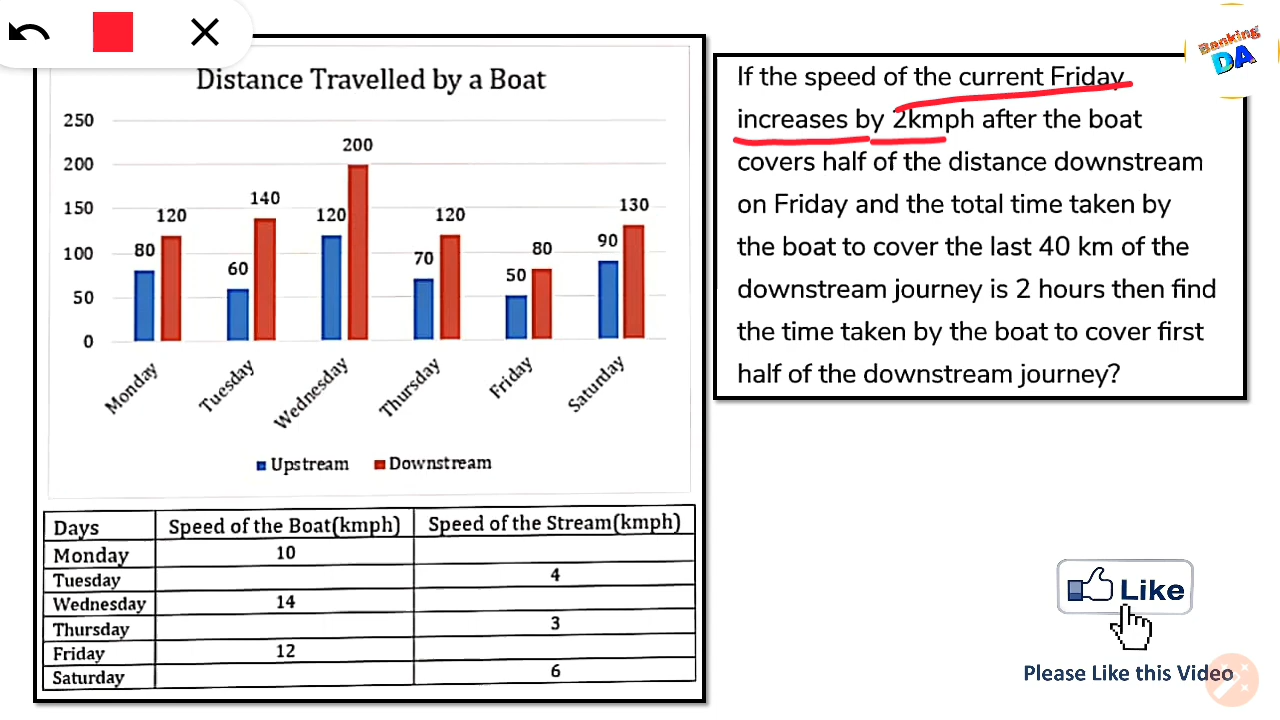 Distance Travelled by a Boat
250
200
150
100
50
0
80
120
60
140
120
200
70
120
50
80
90
130
Monday
Tuesday
Wednesday
Thursday
Friday
Saturday
Upstream Downstream
Days Speed of the Boat(kmph) Speed of the Stream(kmph)
Monday 10
Tuesday 4
Wednesday 14
Thursday 3
Friday 12
Saturday 6
Banking
DA
If the speed of the current Friday
increases by 2kmph after the boat
covers half of the distance downstream
on Friday and the total time taken by
the boat to cover the last 40 km of the
downstream journey is 2 hours then find
the time taken by the boat to cover first
half of the downstream journey?
Like
Please Like this Video